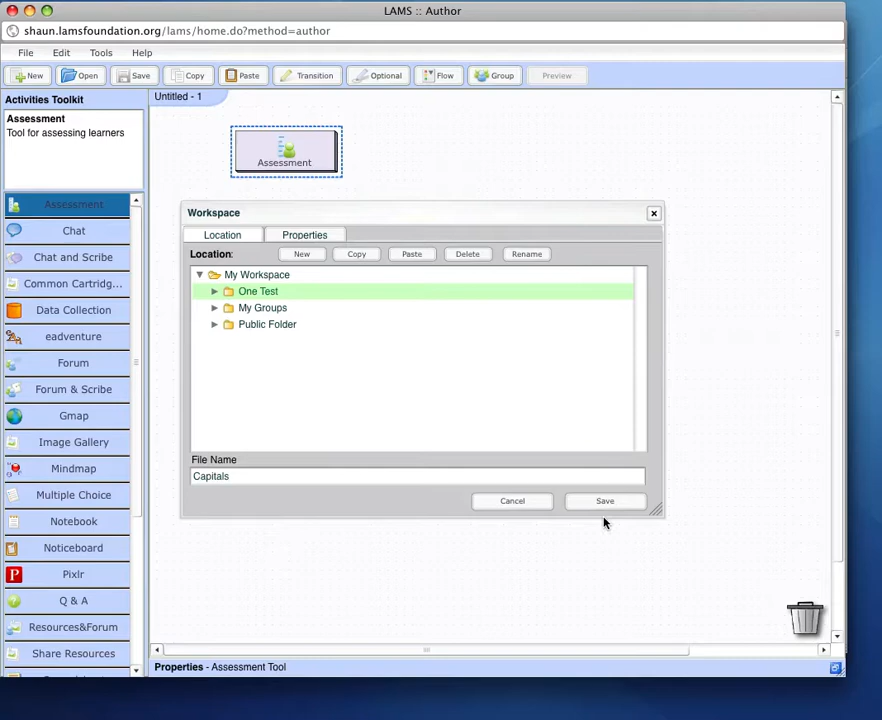 LAMS :: Author
shaun.lamsfoundation.org/lams/home.do?method=author
File Edit Tools Help
New Open Save Copy Paste Transition Optional Flow Group Preview
Activities Toolkit
Assessment
Tool for assessing learners
Assessment
Chat
Chat and Scribe
Common Cartridg...
Data Collection
eadventure
Forum
Forum & Scribe
Gmap
Image Gallery
Mindmap
Multiple Choice
Notebook
Noticeboard
P Pixlr
Q & A
Resources&Forum
Share Resources
Untitled - 1
Assessment
Workspace
Location Properties
Location: New Copy Paste Delete Rename
My Workspace
One Test
My Groups
Public Folder
File Name
Capitals
Cancel Save
Properties - Assessment Tool